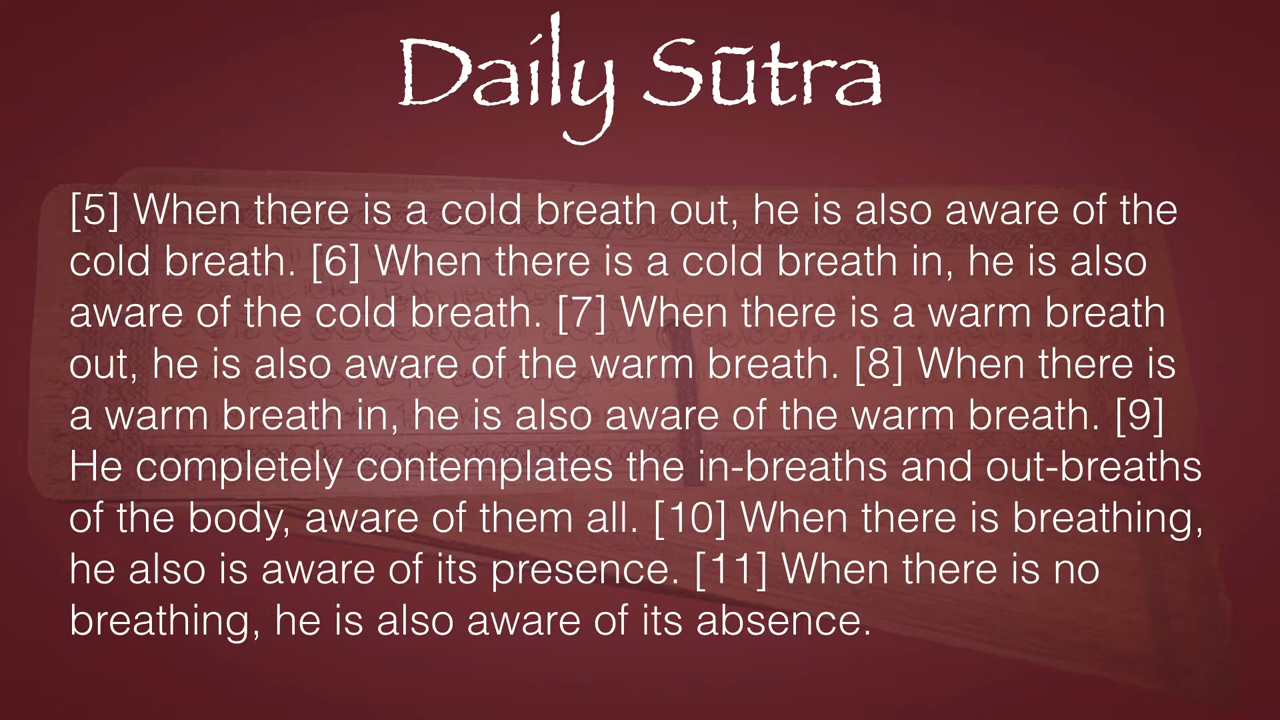 Daily Sūtra
[5] When there is a cold breath out, he is also aware of the
cold breath. [6] When there is a cold breath in, he is also
aware of the cold breath. [7] When there is a warm breath
out, he is also aware of the warm breath. [8] When there is
a warm breath in, he is also aware of the warm breath. [9]
He completely contemplates the in-breaths and out-breaths
of the body, aware of them all. [10] When there is breathing,
he also is aware of its presence. [11] When there is no
breathing, he is also aware of its absence.